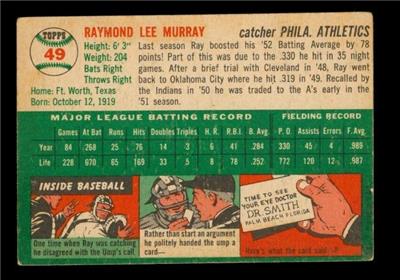 TOPPS
49
RAYMOND LEE MURRAY
catcher PHILA. ATHLETICS
Height: 6' 3"
Weight: 204
Bats Right
Throws Right
Home: Ft. Worth, Texas
Born: October 12, 1919
Last season Ray boosted his '52 Batting Average by 78
points! Part of this was due to the .330 he hit in 35 night
games. After a brief trial with Cleveland in '48, Ray went
to Oklahoma City where he hit .319 in '49. Recalled by the
Indians in '50 he was traded to the A's early in the
'51 season.
MAJOR LEAGUE BATTING RECORD
FIELDING RECORD
Games At Bat Runs Hits Doubles Triples H. R. R.B.I. B. Avg. P.O. Assists Errors F. Avg.
Year 84 268 25 76 14 3 6 41 .284 330 45 4 .989
Life 228 670 65 169 33 5 8 78 .252 772 120 12 .987
INSIDE BASEBALL
One time when Ray was catching
he disagreed with the Ump's call.
Rather than start an argument
he politely handed the ump a
card—
TIME TO SEE
YOUR EYE DOCTOR
DR. SMITH
PALM BEACH FLORIDA
Here's what the card said—